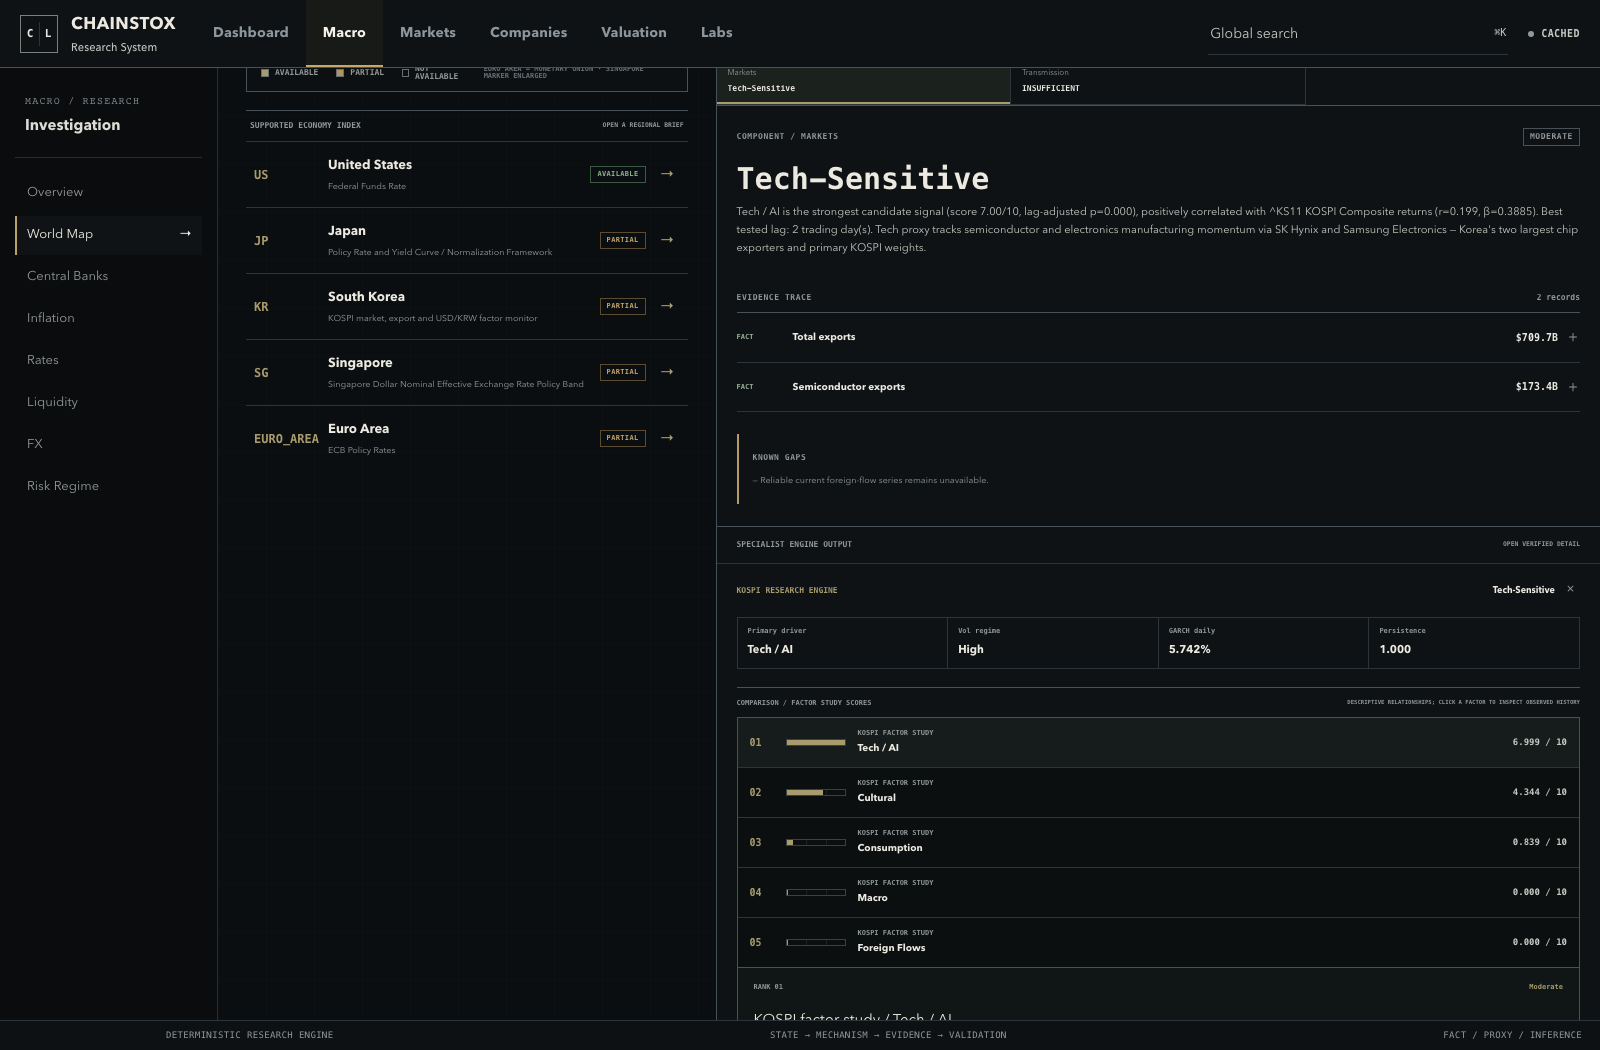 C L
CHAINSTOX
Research System
Dashboard
Macro
Markets
Companies
Valuation
Labs
Global search
⌘K
CACHED
MACRO / RESEARCH
Investigation
Overview
World Map →
Central Banks
Inflation
Rates
Liquidity
FX
Risk Regime
AVAILABLE
PARTIAL
NOT AVAILABLE
EURO AREA = MONETARY UNION · SINGAPORE
MARKER ENLARGED
SUPPORTED ECONOMY INDEX
OPEN A REGIONAL BRIEF
US
United States
Federal Funds Rate
AVAILABLE →
JP
Japan
Policy Rate and Yield Curve / Normalization Framework
PARTIAL →
KR
South Korea
KOSPI market, export and USD/KRW factor monitor
PARTIAL →
SG
Singapore
Singapore Dollar Nominal Effective Exchange Rate Policy Band
PARTIAL →
EURO_AREA
Euro Area
ECB Policy Rates
PARTIAL →
Markets
Tech-Sensitive
Transmission
INSUFFICIENT
COMPONENT / MARKETS
MODERATE
Tech-Sensitive
Tech / AI is the strongest candidate signal (score 7.00/10, lag-adjusted p=0.000), positively correlated with ^KS11 KOSPI Composite returns (r=0.199, β=0.3885). Best
tested lag: 2 trading day(s). Tech proxy tracks semiconductor and electronics manufacturing momentum via SK Hynix and Samsung Electronics — Korea's two largest chip
exporters and primary KOSPI weights.
EVIDENCE TRACE
2 records
FACT
Total exports
$709.7B +
FACT
Semiconductor exports
$173.4B +
KNOWN GAPS
— Reliable current foreign-flow series remains unavailable.
SPECIALIST ENGINE OUTPUT
OPEN VERIFIED DETAIL
KOSPI RESEARCH ENGINE
Tech-Sensitive ×
Primary driver
Tech / AI
Vol regime
High
GARCH daily
5.742%
Persistence
1.000
COMPARISON / FACTOR STUDY SCORES
DESCRIPTIVE RELATIONSHIPS; CLICK A FACTOR TO INSPECT OBSERVED HISTORY
01
KOSPI FACTOR STUDY
Tech / AI
6.999 / 10
02
KOSPI FACTOR STUDY
Cultural
4.344 / 10
03
KOSPI FACTOR STUDY
Consumption
0.839 / 10
04
KOSPI FACTOR STUDY
Macro
0.000 / 10
05
KOSPI FACTOR STUDY
Foreign Flows
0.000 / 10
RANK 01
Moderate
KOSPI factor study / Tech / AI
DETERMINISTIC RESEARCH ENGINE
STATE → MECHANISM → EVIDENCE → VALIDATION
FACT / PROXY / INFERENCE